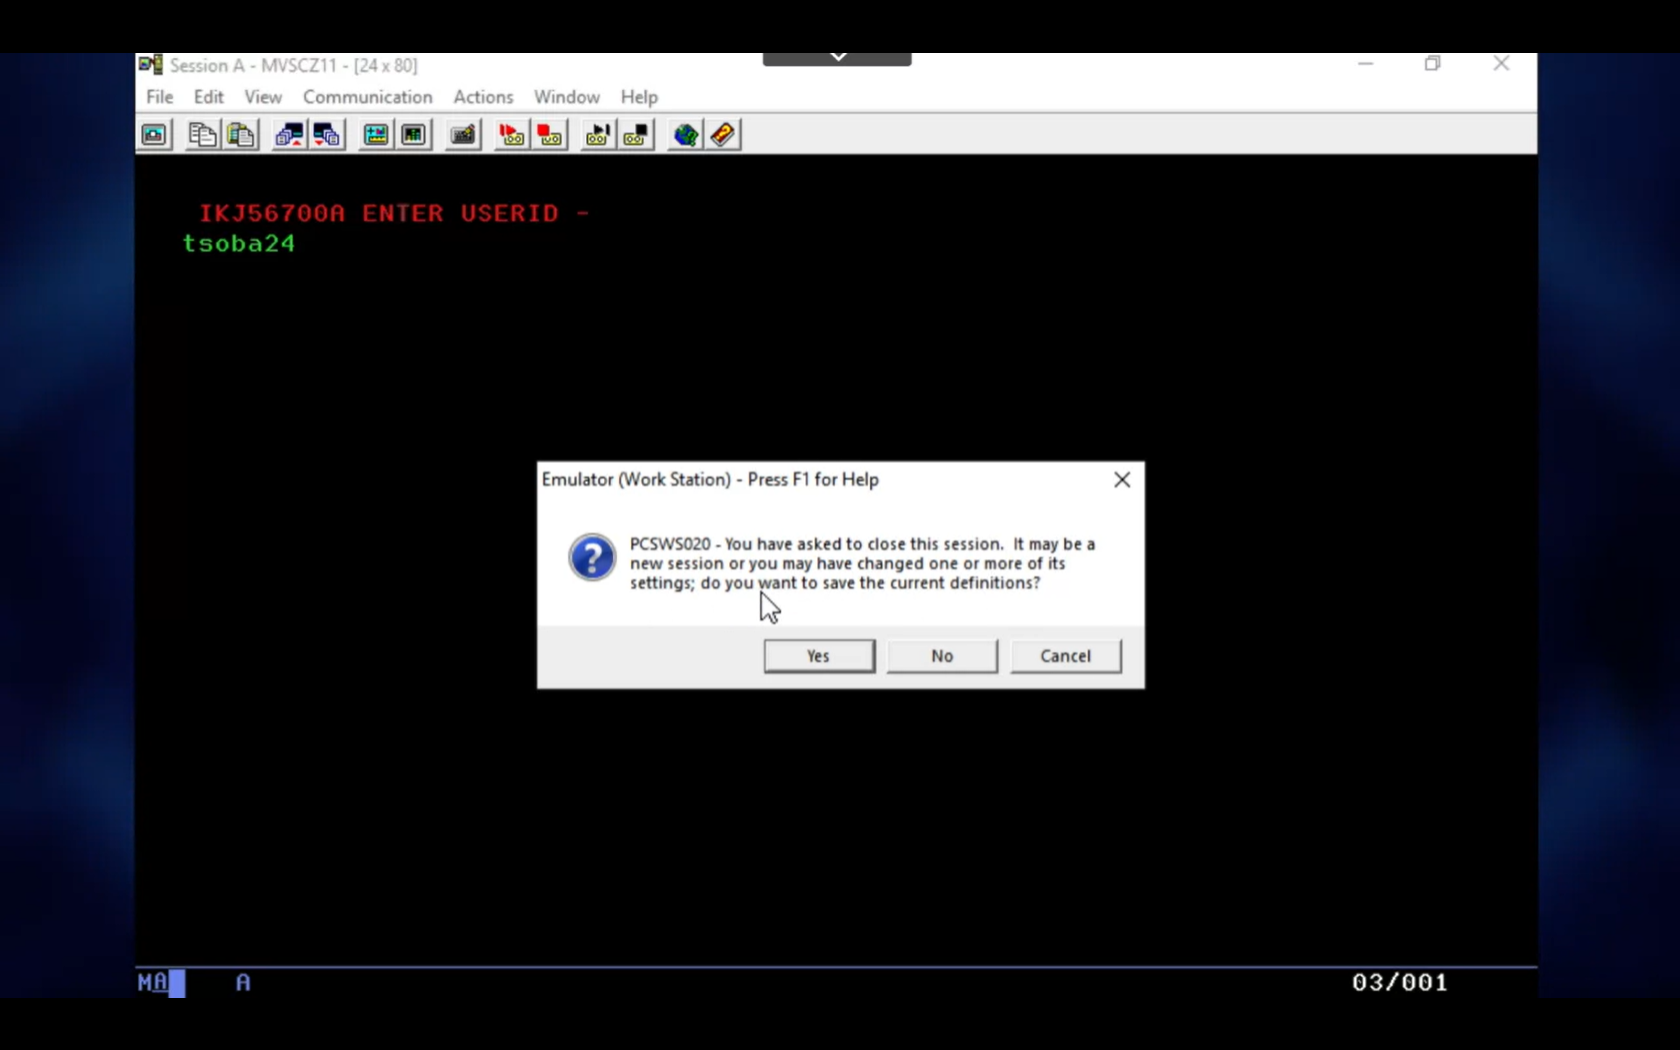 Session A - MVSCZ11 - [24 x 80]
File Edit View Communication Actions Window Help
IKJ56700A ENTER USERID -
tsoba24
Emulator (Work Station) - Press F1 for Help
PCSWS020 - You have asked to close this session. It may be a
new session or you may have changed one or more of its
settings; do you want to save the current definitions?
Yes No Cancel
MA A 03/001